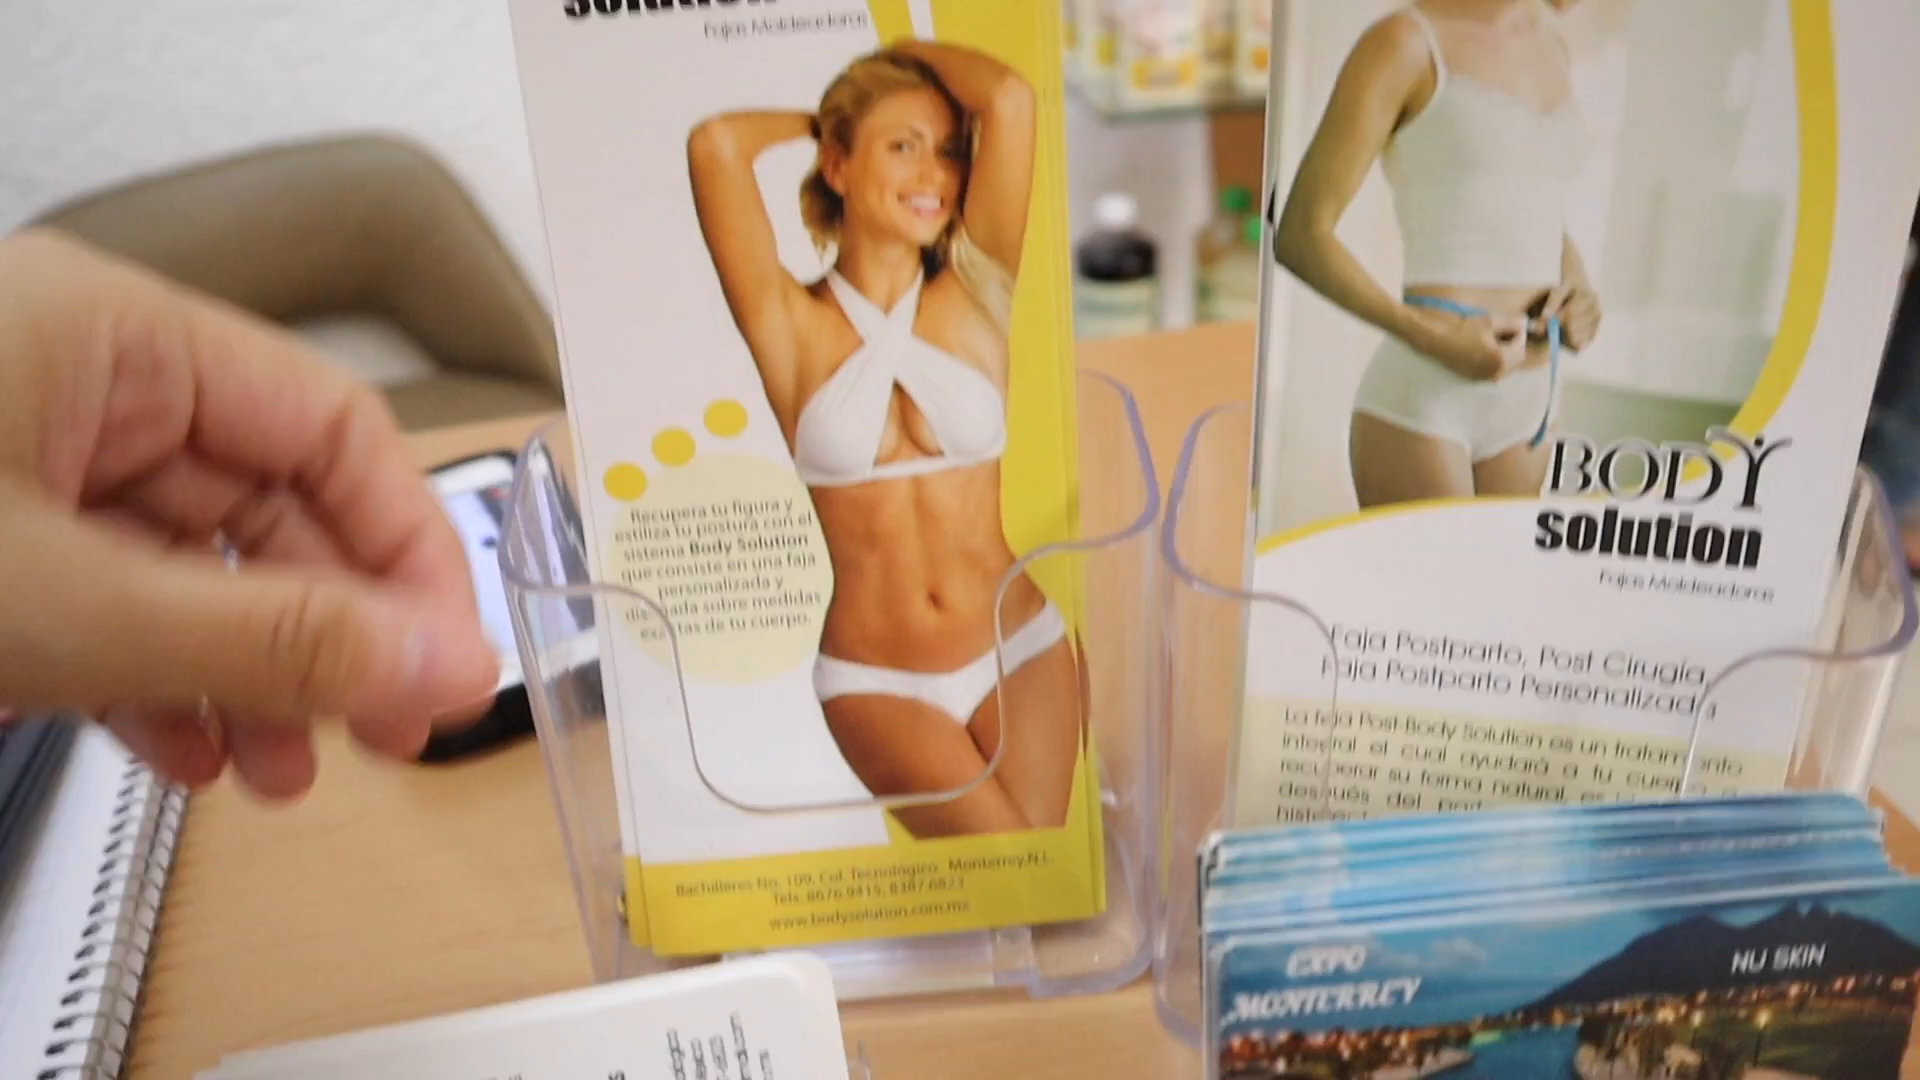 solution
Fajas Moldeadoras
Recupera tu figura y
estiliza tu postura con el
sistema Body Solution
que consiste en una faja
personalizada y
sobre medidas
de tu cuerpo.
Bachilleres No. 109, Col. Tecnológico Monterrey,N.L.
Tels. 8676.9415, 8387.6823
www.bodysolution.com.mx
BODY
solution
Fajas Moldeadoras
Faja Postparto, Post Cirugía,
Faja Postparto Personalizada
La faja Post Body Solution es un tratamiento
integral el cual ayudará a tu cuerpo a
recuperar su forma natural, es
después del
EXPO
MONTERREY
NU SKIN